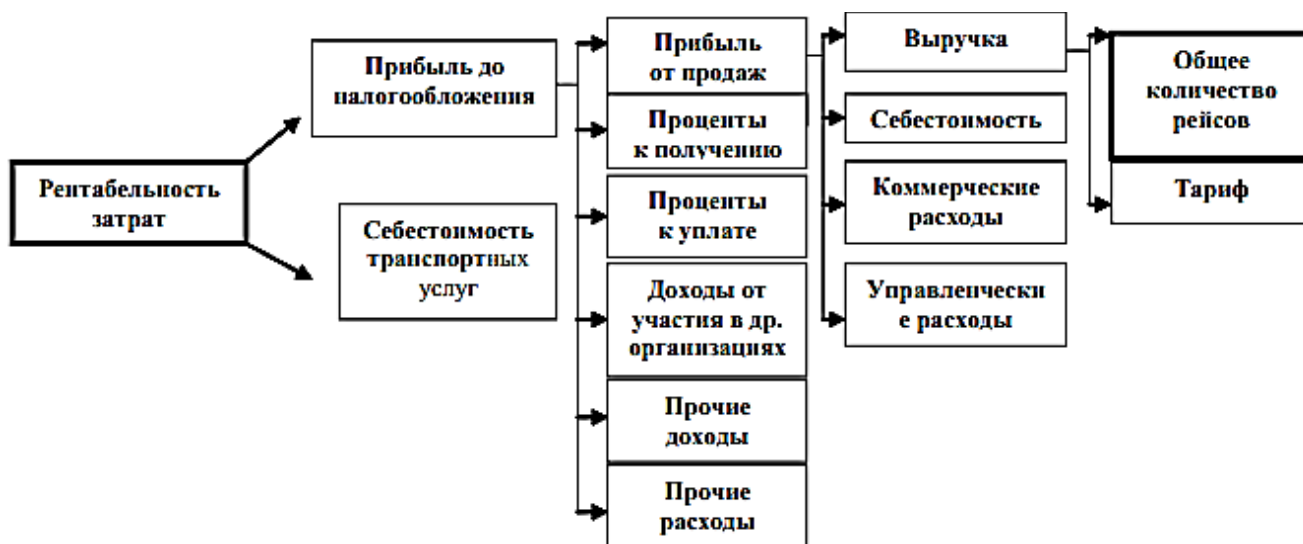 Рентабельность
затрат
Прибыль до
налогообложения
Себестоимость
транспортных
услуг
Прибыль
от продаж
Проценты
к получению
Проценты
к уплате
Доходы от
участия в др.
организациях
Прочие
доходы
Прочие
расходы
Выручка
Себестоимость
Коммерческие
расходы
Управленчески
е расходы
Общее
количество
рейсов
Тариф